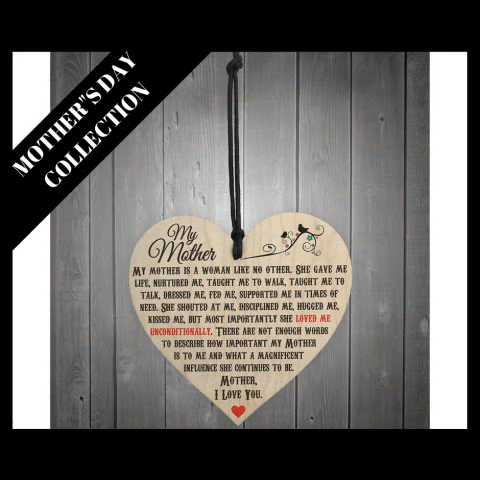 MOTHER'S DAY
COLLECTION
My
Mother
MY MOTHER IS A WOMAN LIKE NO OTHER. SHE GAVE ME
LIFE, NURTURED ME, TAUGHT ME TO WALK, TAUGHT ME TO
TALK, DRESSED ME, FED ME, SUPPORTED ME IN TIMES OF
NEED. SHE SHOUTED AT ME, DISCIPLINED ME, HUGGED ME,
KISSED ME, BUT MOST IMPORTANTLY SHE LOVED ME
UNCONDITIONALLY. THERE ARE NOT ENOUGH WORDS
TO DESCRIBE HOW IMPORTANT MY MOTHER
IS TO ME AND WHAT A MAGNIFICENT
INFLUENCE SHE CONTINUES TO BE.
MOTHER,
I LOVE YOU.